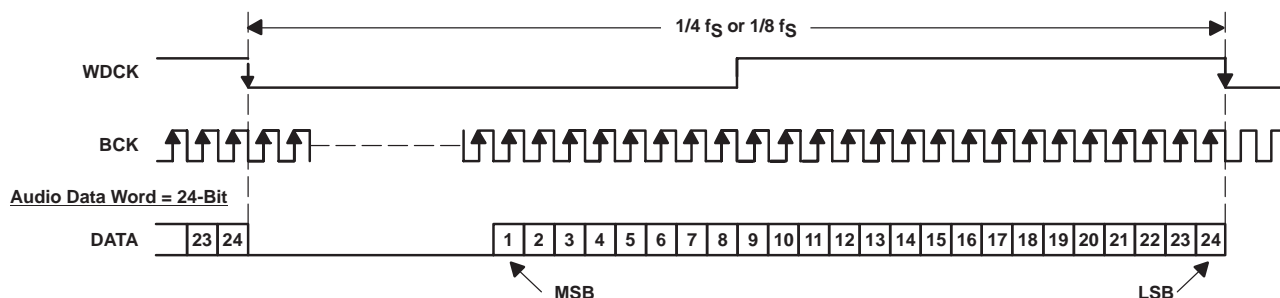 1/4 fS or 1/8 fS
WDCK
BCK
Audio Data Word = 24-Bit
DATA 23 24 1 2 3 4 5 6 7 8 9 10 11 12 13 14 15 16 17 18 19 20 21 22 23 24
MSB LSB